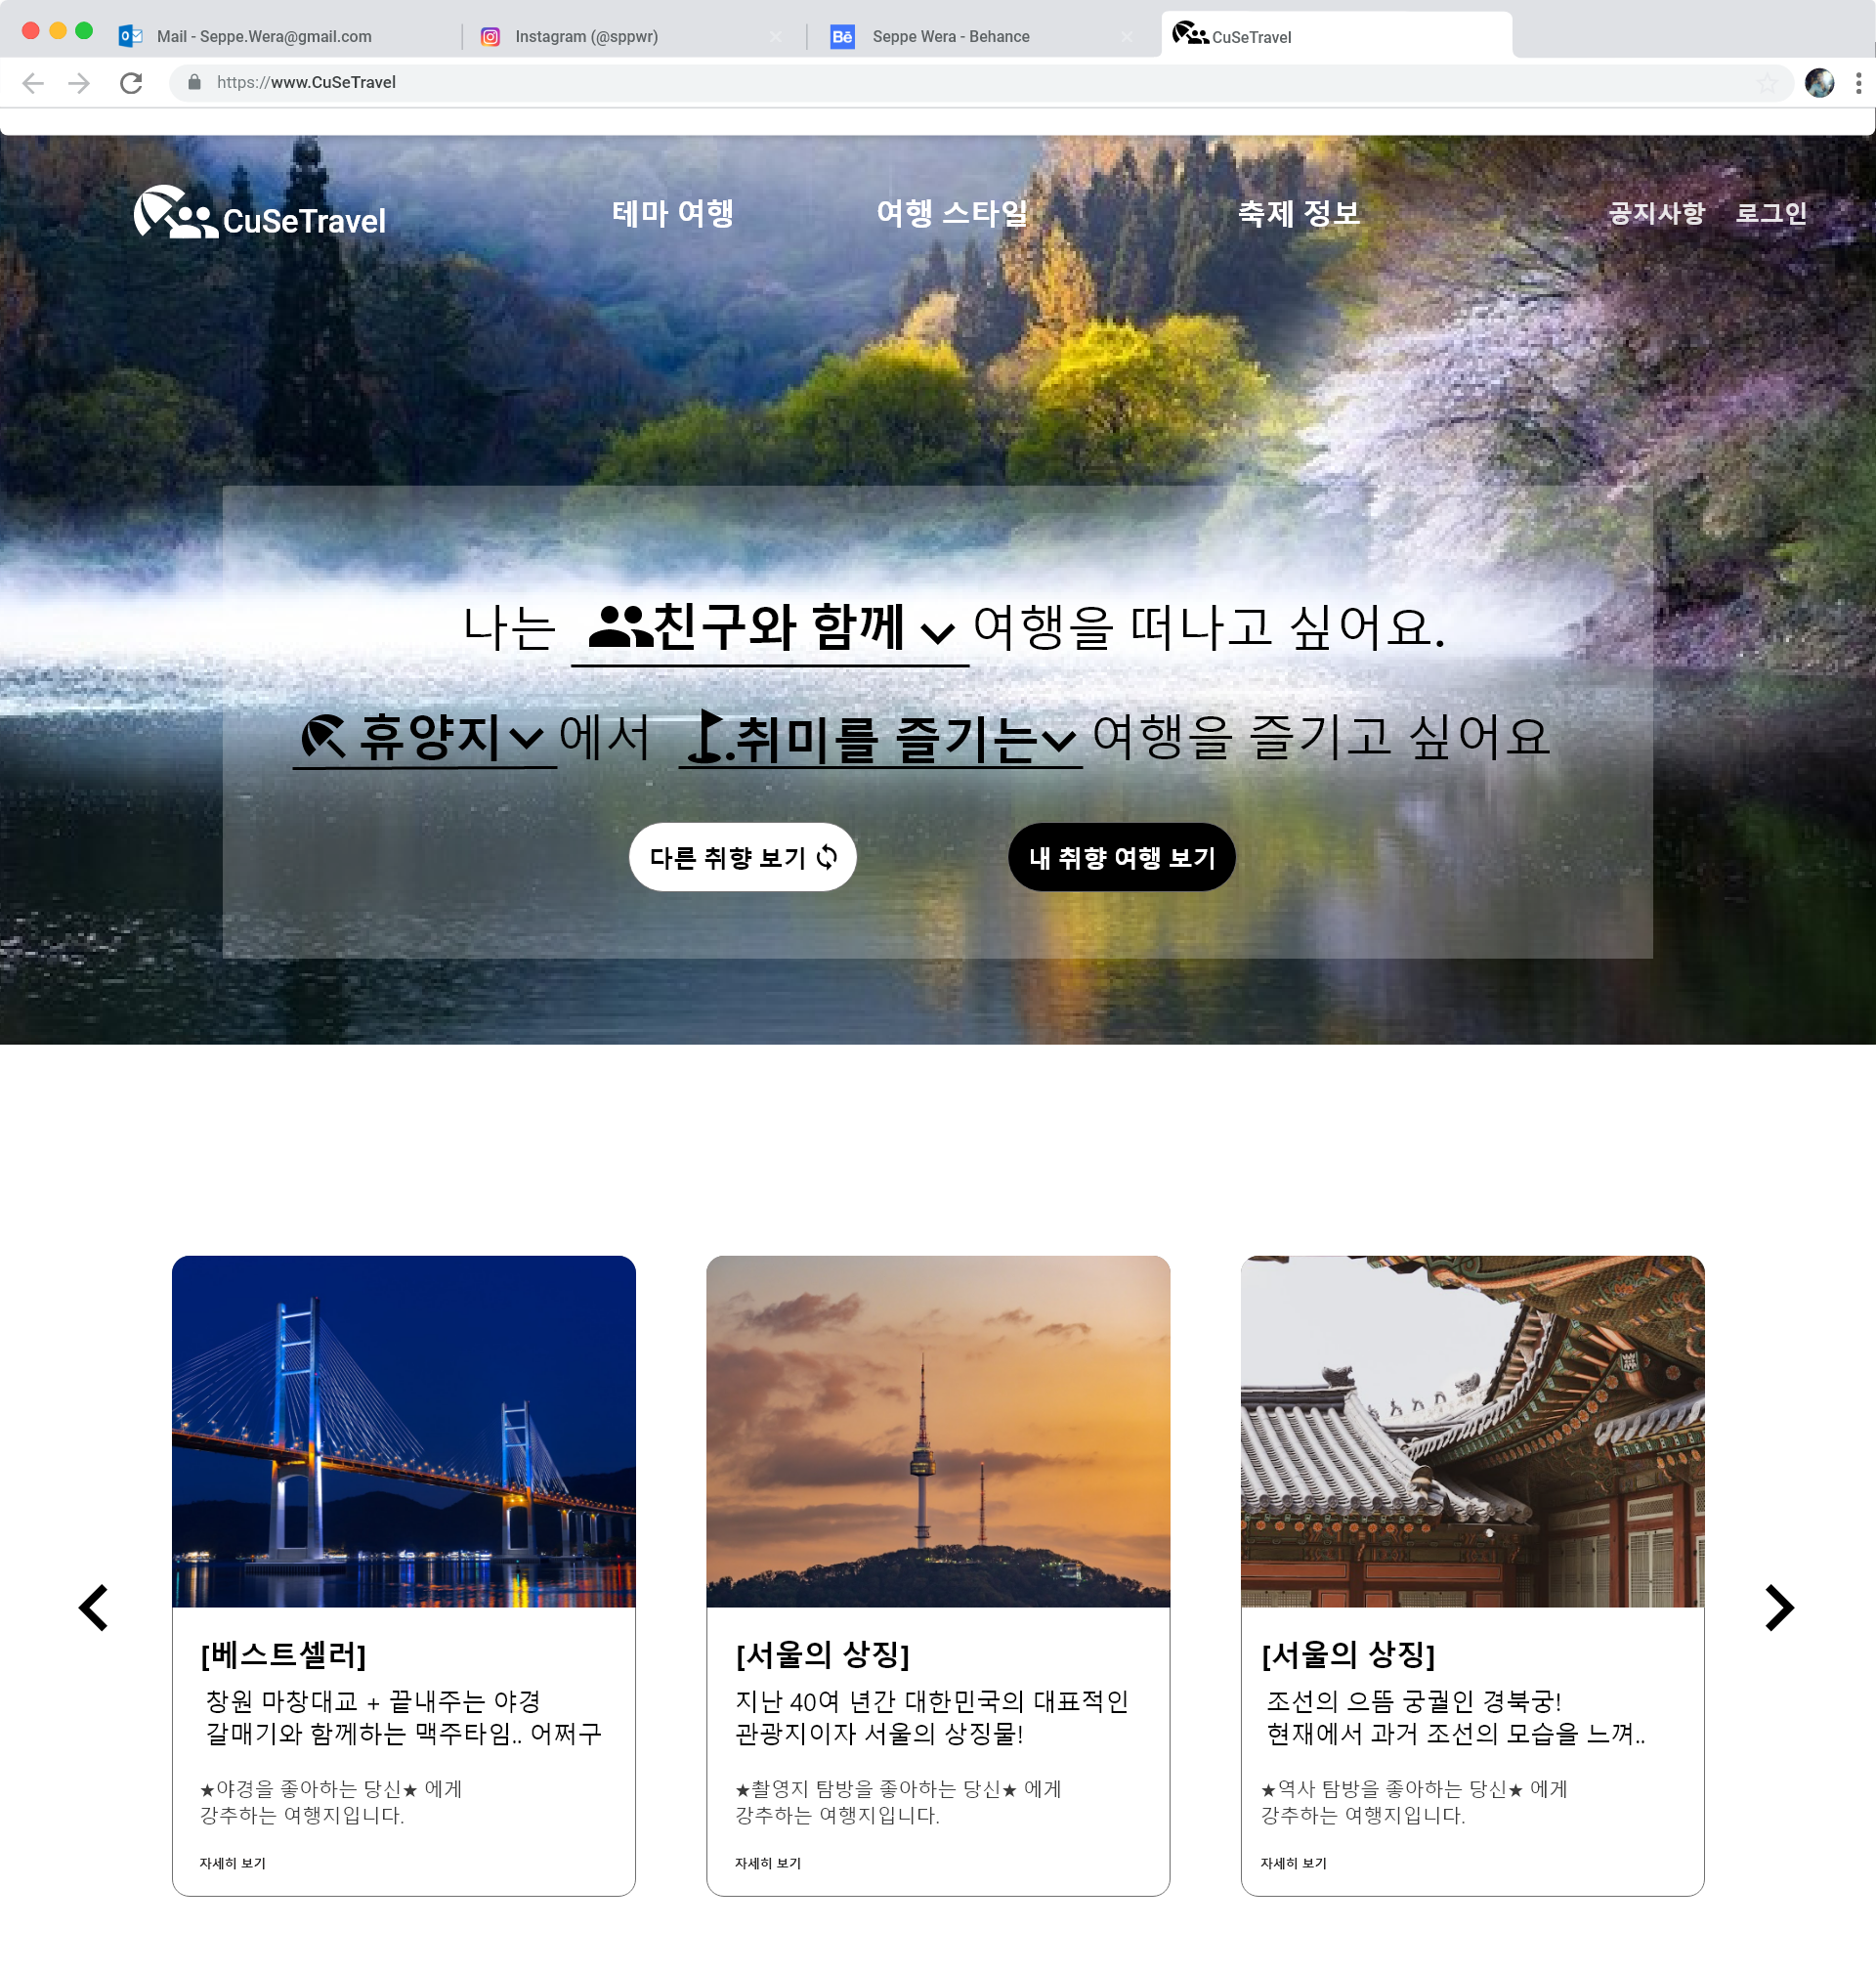 Mail - Seppe.Wera@gmail.com
Instagram (@sppwr)
Bē
Seppe Wera - Behance
CuSeTravel
https://www.CuSeTravel
CuSeTravel
테마 여행
여행 스타일
축제 정보
공지사항
로그인
나는 친구와 함께 여행을 떠나고 싶어요.
휴양지 에서 .취미를 즐기는 여행을 즐기고 싶어요
다른 취향 보기
내 취향 여행 보기
[베스트셀러]
창원 마창대교 + 끝내주는 야경
갈매기와 함께하는 맥주타임.. 어쩌구
★야경을 좋아하는 당신★ 에게
강추하는 여행지입니다.
자세히 보기
[서울의 상징]
지난 40여 년간 대한민국의 대표적인
관광지이자 서울의 상징물!
★촬영지 탐방을 좋아하는 당신★ 에게
강추하는 여행지입니다.
자세히 보기
[서울의 상징]
조선의 으뜸 궁궐인 경북궁!
현재에서 과거 조선의 모습을 느껴..
★역사 탐방을 좋아하는 당신★ 에게
강추하는 여행지입니다.
자세히 보기